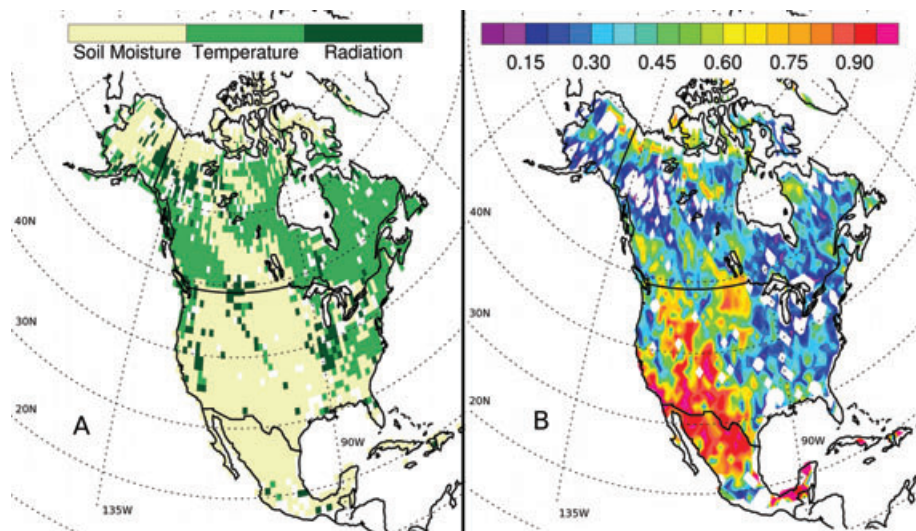 Soil Moisture Temperature Radiation
0.15 0.30 0.45 0.60 0.75 0.90
40N
30N
20N
A
90W
135W
40N
30N
20N
B
90W
135W